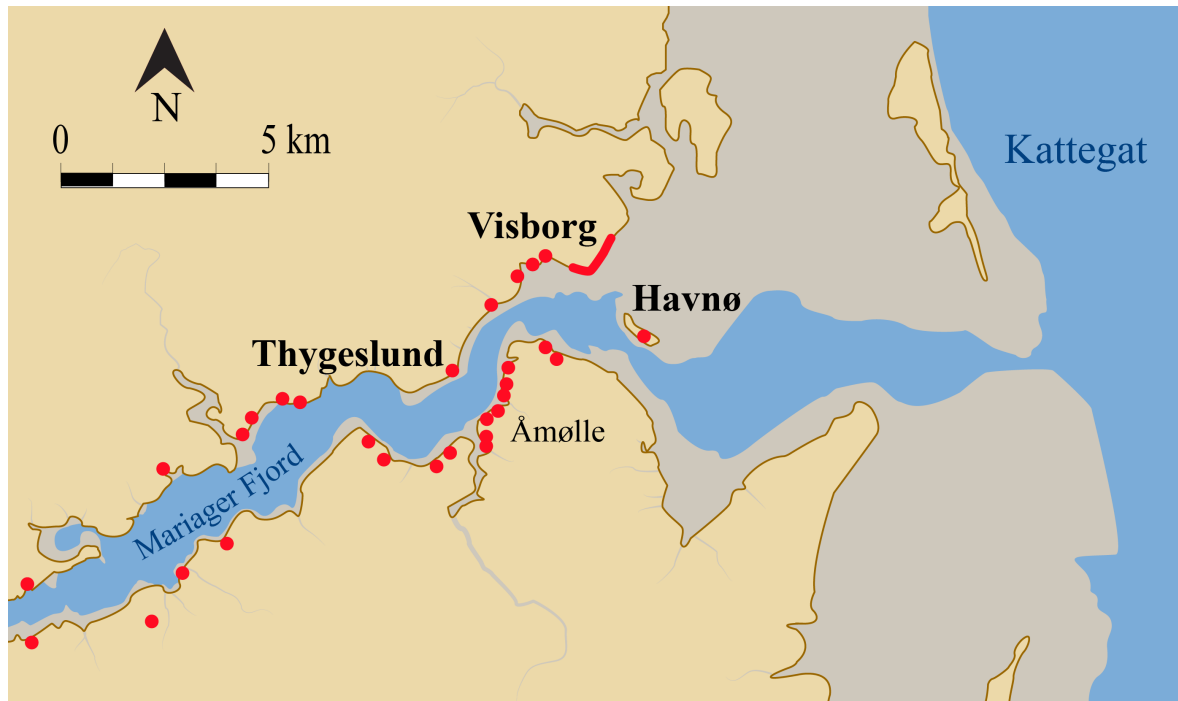 N
0 5 km
Kattegat
Visborg
Havnø
Thygeslund
Åmølle
Mariager Fjord